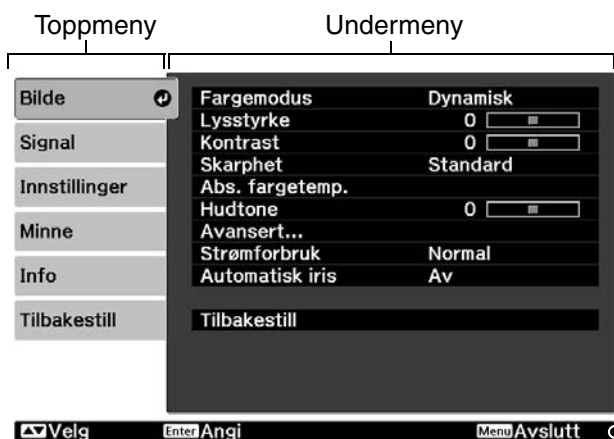 Toppmeny Undermeny
Bilde
Signal
Innstillinger
Minne
Info
Tilbakestill
Fargemodus Dynamisk
Lysstyrke 0
Kontrast 0
Skarphet Standard
Abs. fargetemp.
Hudtone 0
Avansert...
Strømforbruk Normal
Automatisk iris Av
Tilbakestill
Velg Enter Angi Menu Avslutt